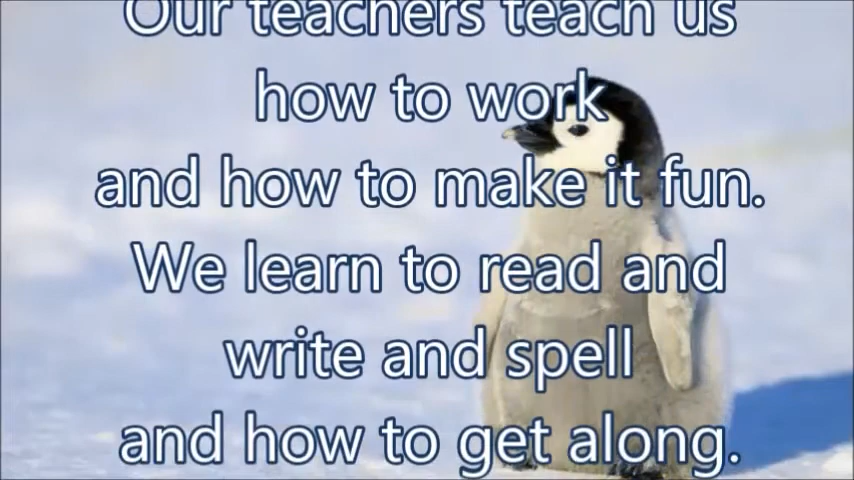 Our teachers teach us
how to work
and how to make it fun.
We learn to read and
write and spell
and how to get along.